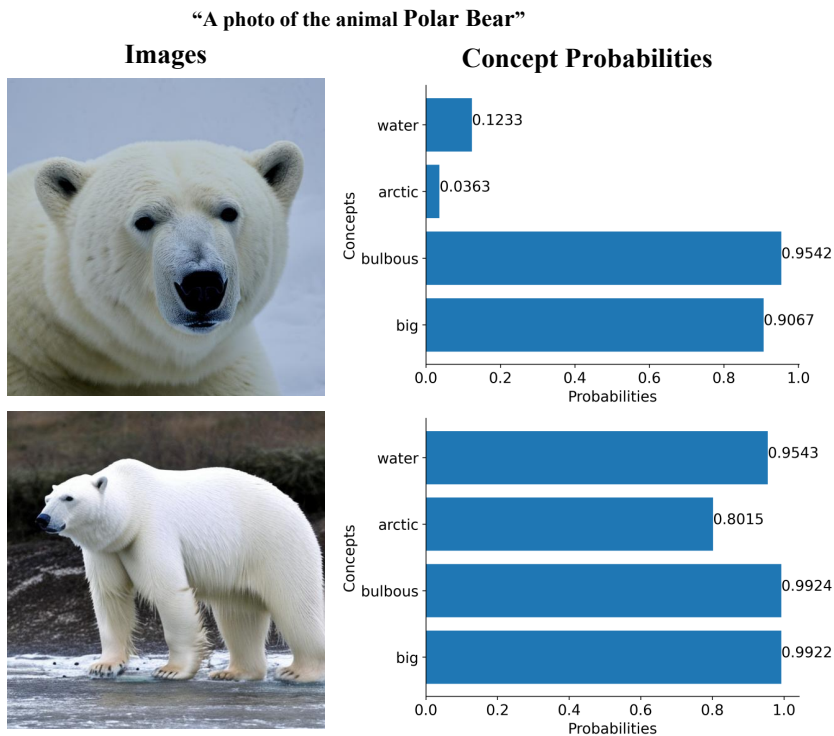 “A photo of the animal Polar Bear”
Images
Concept Probabilities
Concepts
water
0.1233
arctic
0.0363
bulbous
0.9542
big
0.9067
0.0 0.2 0.4 0.6 0.8 1.0
Probabilities
Concepts
water
0.9543
arctic
0.8015
bulbous
0.9924
big
0.9922
0.0 0.2 0.4 0.6 0.8 1.0
Probabilities